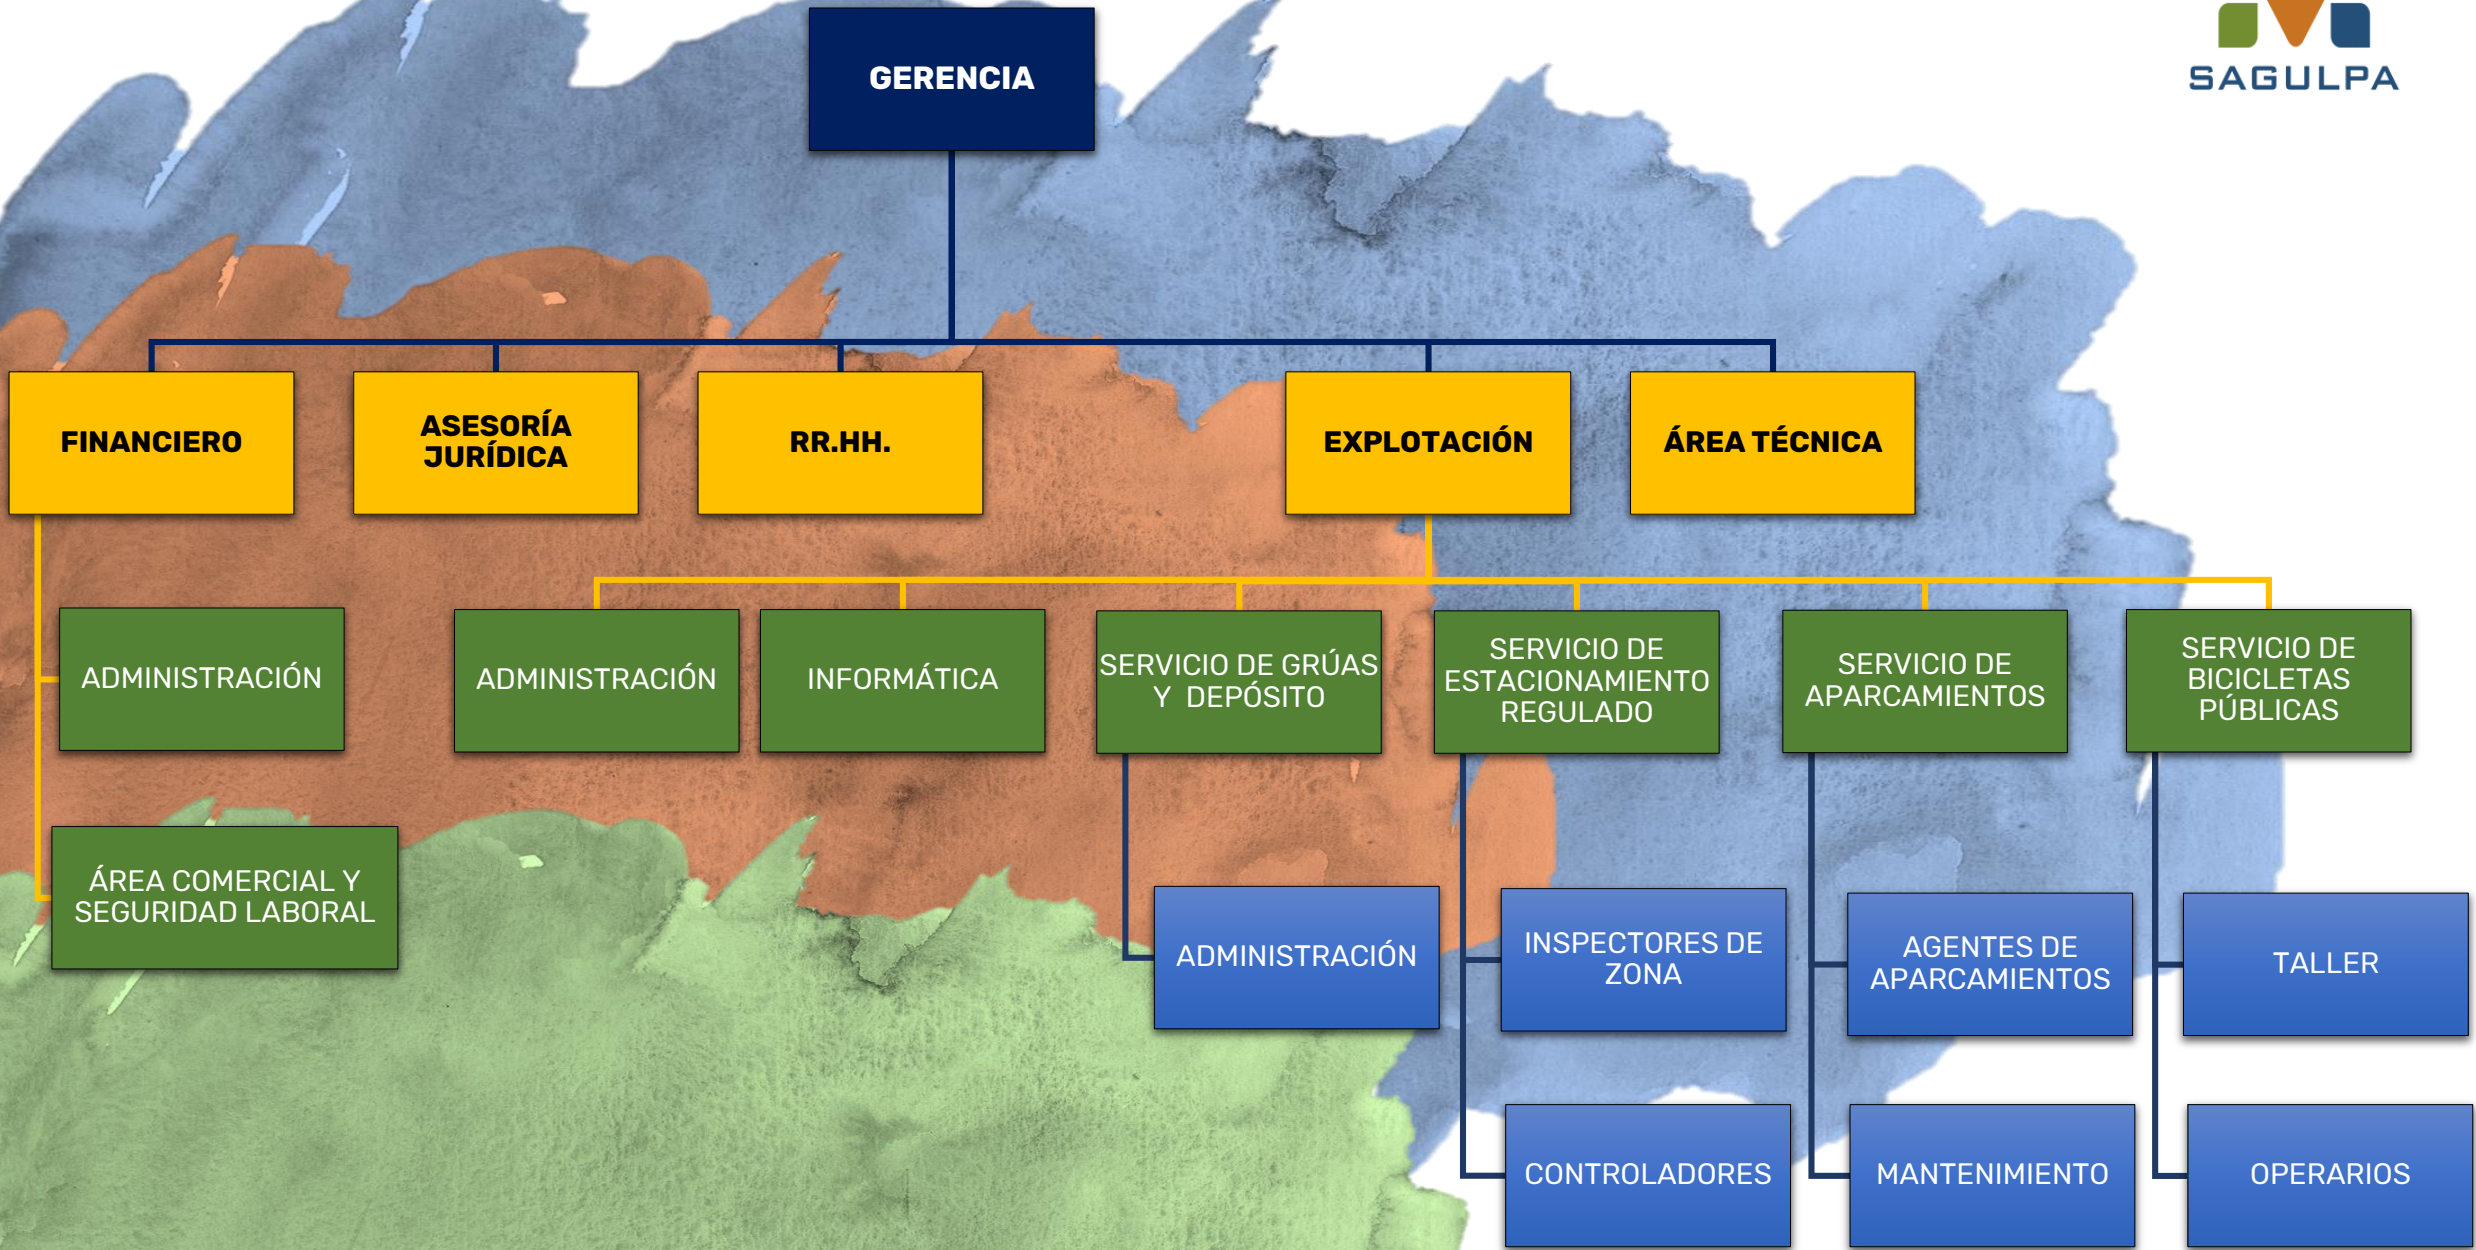 GERENCIA
SAGULPA
FINANCIERO
ASESORÍA
JURÍDICA
RR.HH.
EXPLOTACIÓN
ÁREA TÉCNICA
ADMINISTRACIÓN
ADMINISTRACIÓN
INFORMÁTICA
SERVICIO DE GRÚAS
Y DEPÓSITO
SERVICIO DE
ESTACIONAMIENTO
REGULADO
SERVICIO DE
APARCAMIENTOS
SERVICIO DE
BICICLETAS
PÚBLICAS
ÁREA COMERCIAL Y
SEGURIDAD LABORAL
ADMINISTRACIÓN
INSPECTORES DE
ZONA
AGENTES DE
APARCAMIENTOS
TALLER
CONTROLADORES
MANTENIMIENTO
OPERARIOS